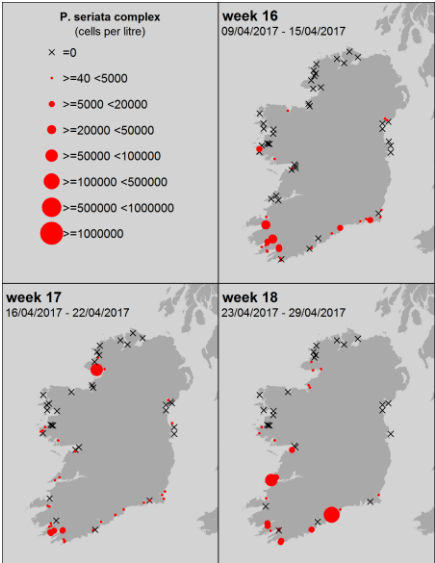 P. seriata complex
(cells per litre)
=0
>=40 <5000
>=5000 <20000
>=20000 <50000
>=50000 <100000
>=100000 <500000
>=500000 <1000000
>=1000000
week 16
09/04/2017 - 15/04/2017
week 17
16/04/2017 - 22/04/2017
week 18
23/04/2017 - 29/04/2017